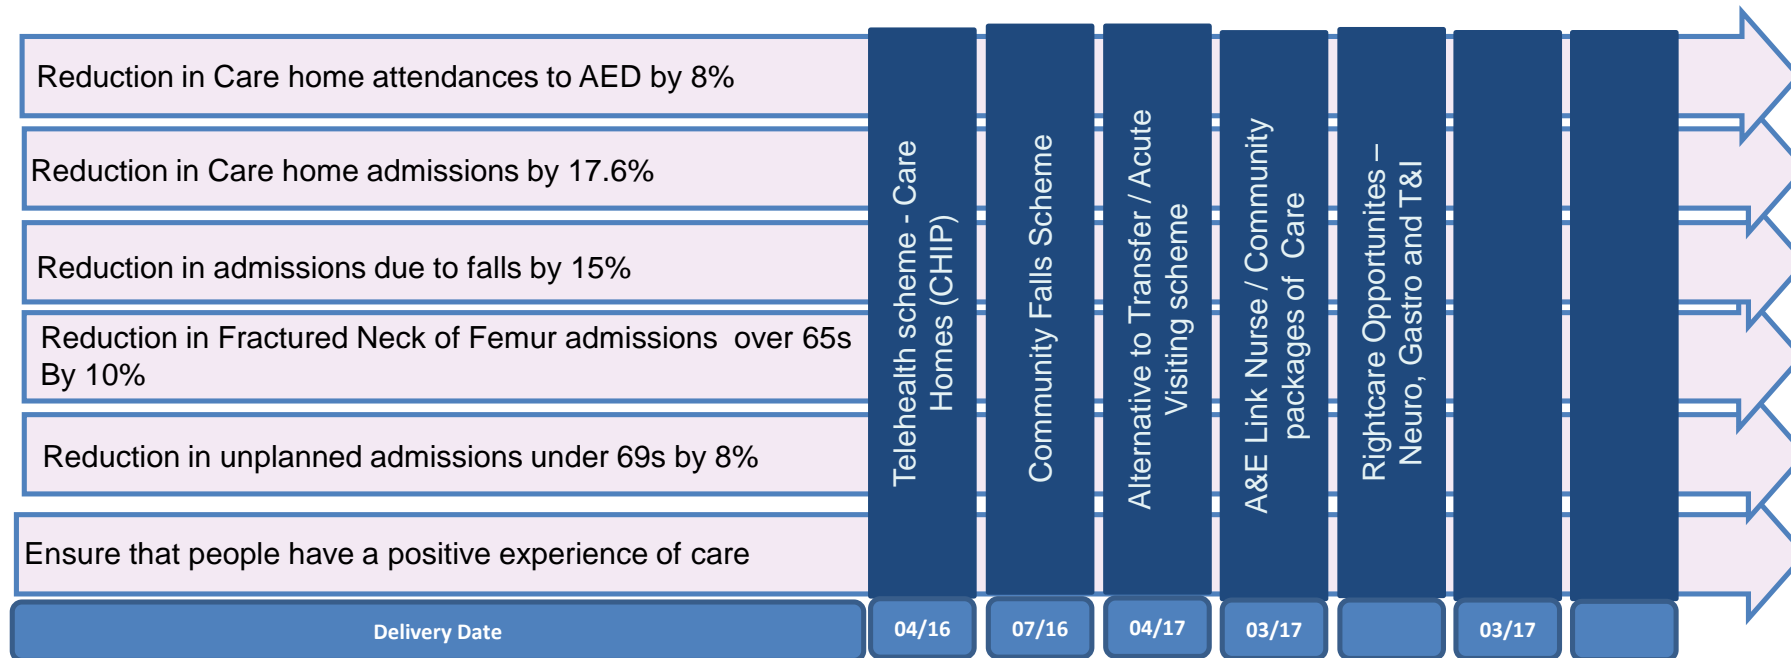 Reduction in Care home attendances to AED by 8%
Reduction in Care home admissions by 17.6%
Reduction in admissions due to falls by 15%
Reduction in Fractured Neck of Femur admissions  over 65s
By 10%
Reduction in unplanned admissions under 69s by 8%
Ensure that people have a positive experience of care
Telehealth scheme - Care
Homes (CHIP)
Community Falls Scheme
Alternative to Transfer / Acute
Visiting scheme
A&E Link Nurse / Community
packages of  Care
Rightcare Opportunites –
Neuro, Gastro and T&I
Delivery Date
04/16
07/16
04/17
03/17
03/17